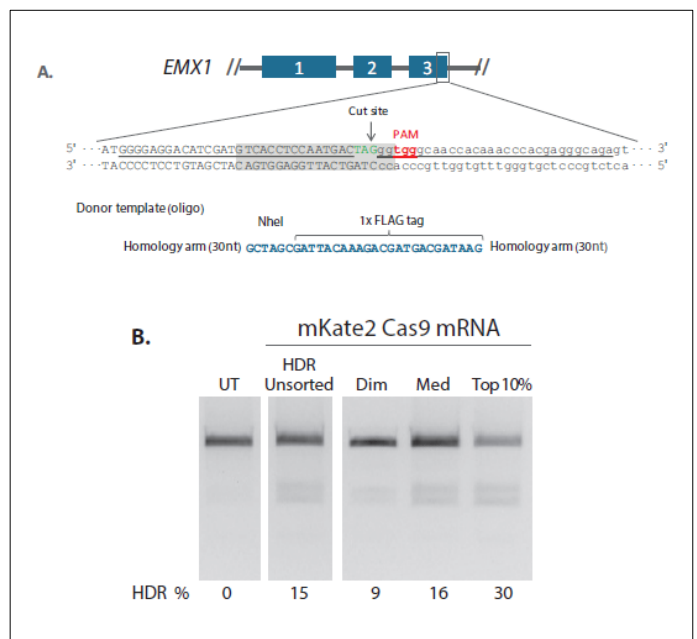 A.
EMX1 // 1 2 3 //
Cut site
PAM
5' ···ATGGGGAGGACATCGATGTCACCTCCAATGACTAGggtgggcaaccacaaacccacgagggcagagt··· 3'
3' ···TACCCCTCCTGTAGCTACAGTGGAGGTTACTGATCccacccgttggtgtttgggtgctcccgtctca··· 5'
Donor template (oligo)
NheI 1x FLAG tag
Homology arm (30nt) GCTAGCGATTACAAAGACGATGACGATAAG Homology arm (30nt)
B.
mKate2 Cas9 mRNA
UT HDR Unsorted Dim Med Top 10%
HDR % 0 15 9 16 30